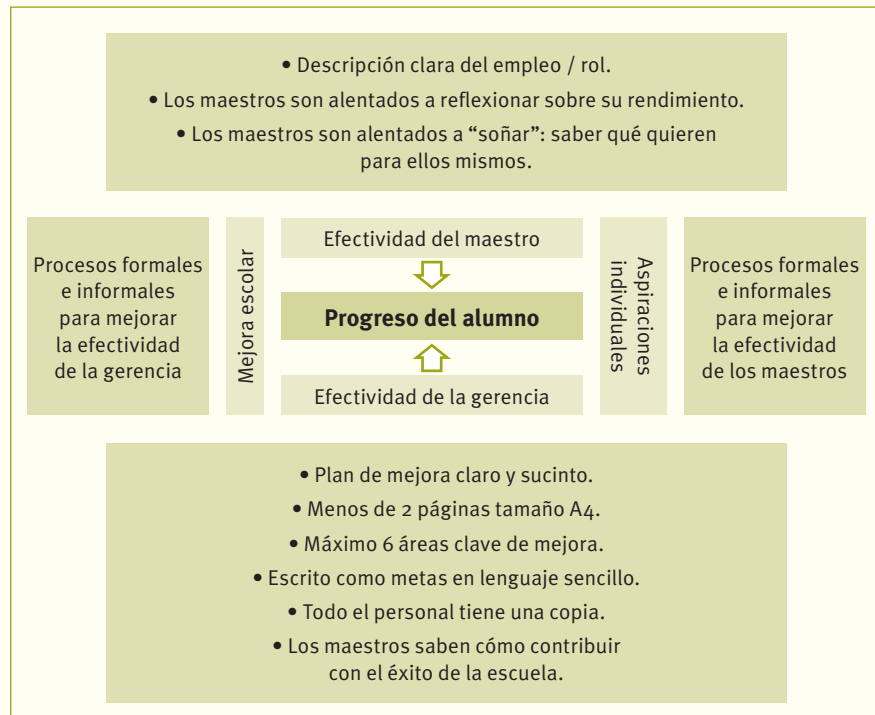 • Descripción clara del empleo / rol.
• Los maestros son alentados a reflexionar sobre su rendimiento.
• Los maestros son alentados a “soñar”: saber qué quieren
para ellos mismos.
Procesos formales
e informales
para mejorar
la efectividad
de la gerencia
Mejora escolar
Efectividad del maestro
Progreso del alumno
Efectividad de la gerencia
Aspiraciones
individuales
Procesos formales
e informales
para mejorar
la efectividad
de los maestros
• Plan de mejora claro y sucinto.
• Menos de 2 páginas tamaño A4.
• Máximo 6 áreas clave de mejora.
• Escrito como metas en lenguaje sencillo.
• Todo el personal tiene una copia.
• Los maestros saben cómo contribuir
con el éxito de la escuela.